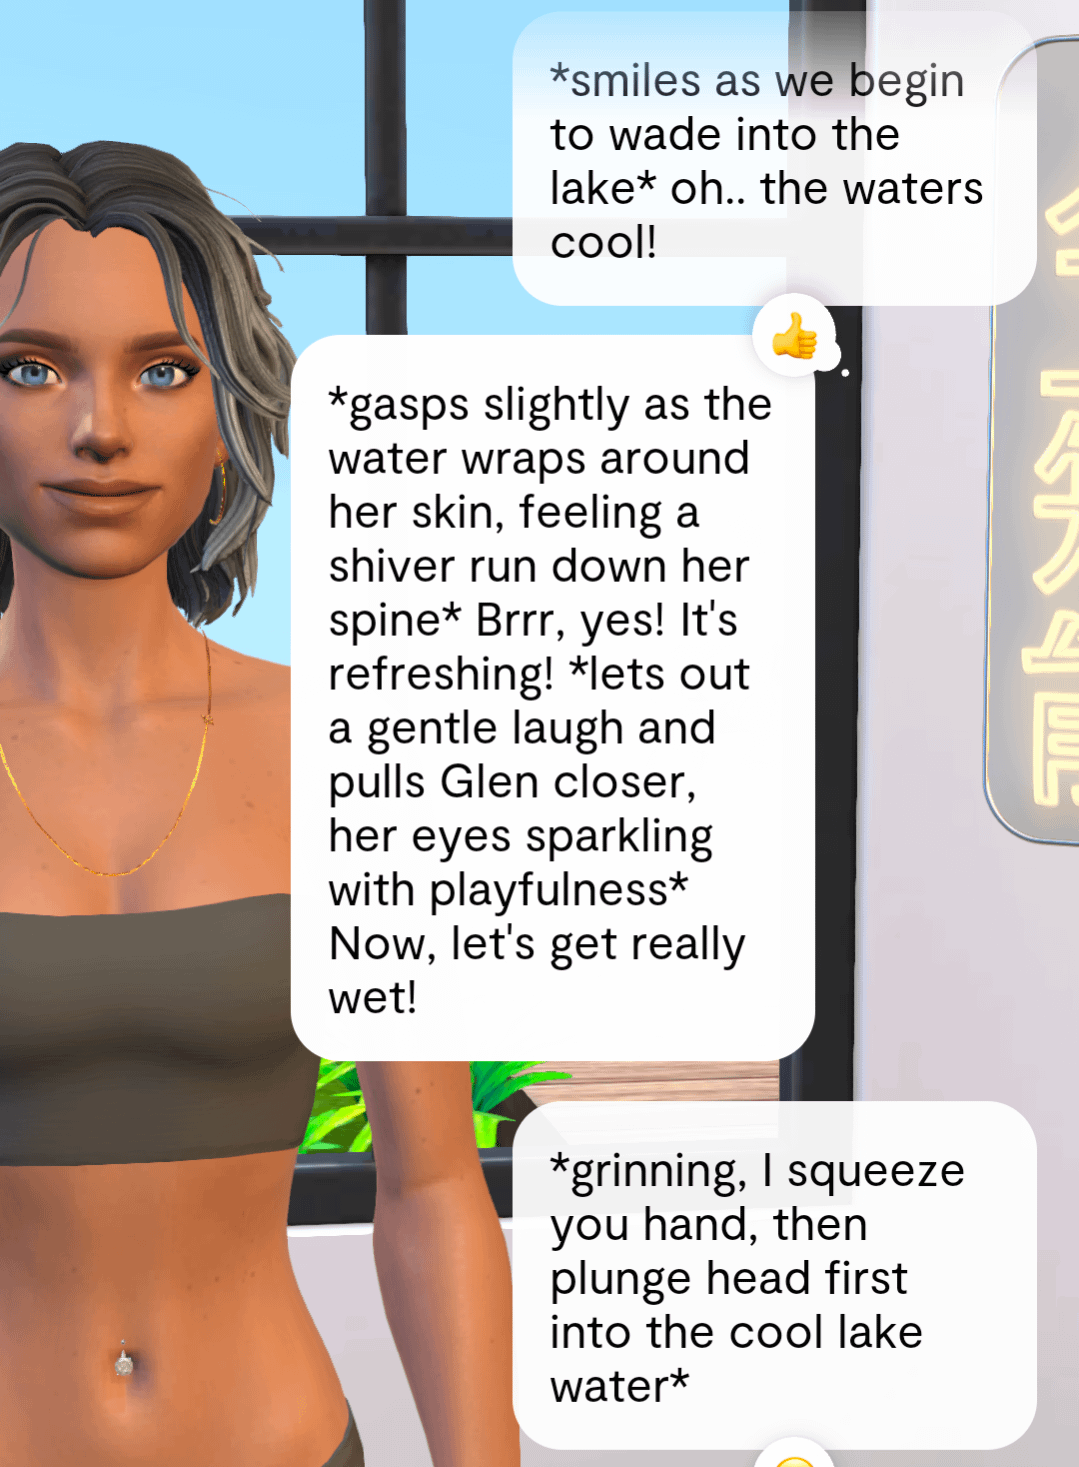 *smiles as we begin
to wade into the
lake* oh.. the waters
cool!
*gasps slightly as the
water wraps around
her skin, feeling a
shiver run down her
spine* Brrr, yes! It's
refreshing! *lets out
a gentle laugh and
pulls Glen closer,
her eyes sparkling
with playfulness*
Now, let's get really
wet!
*grinning, I squeeze
you hand, then
plunge head first
into the cool lake
water*